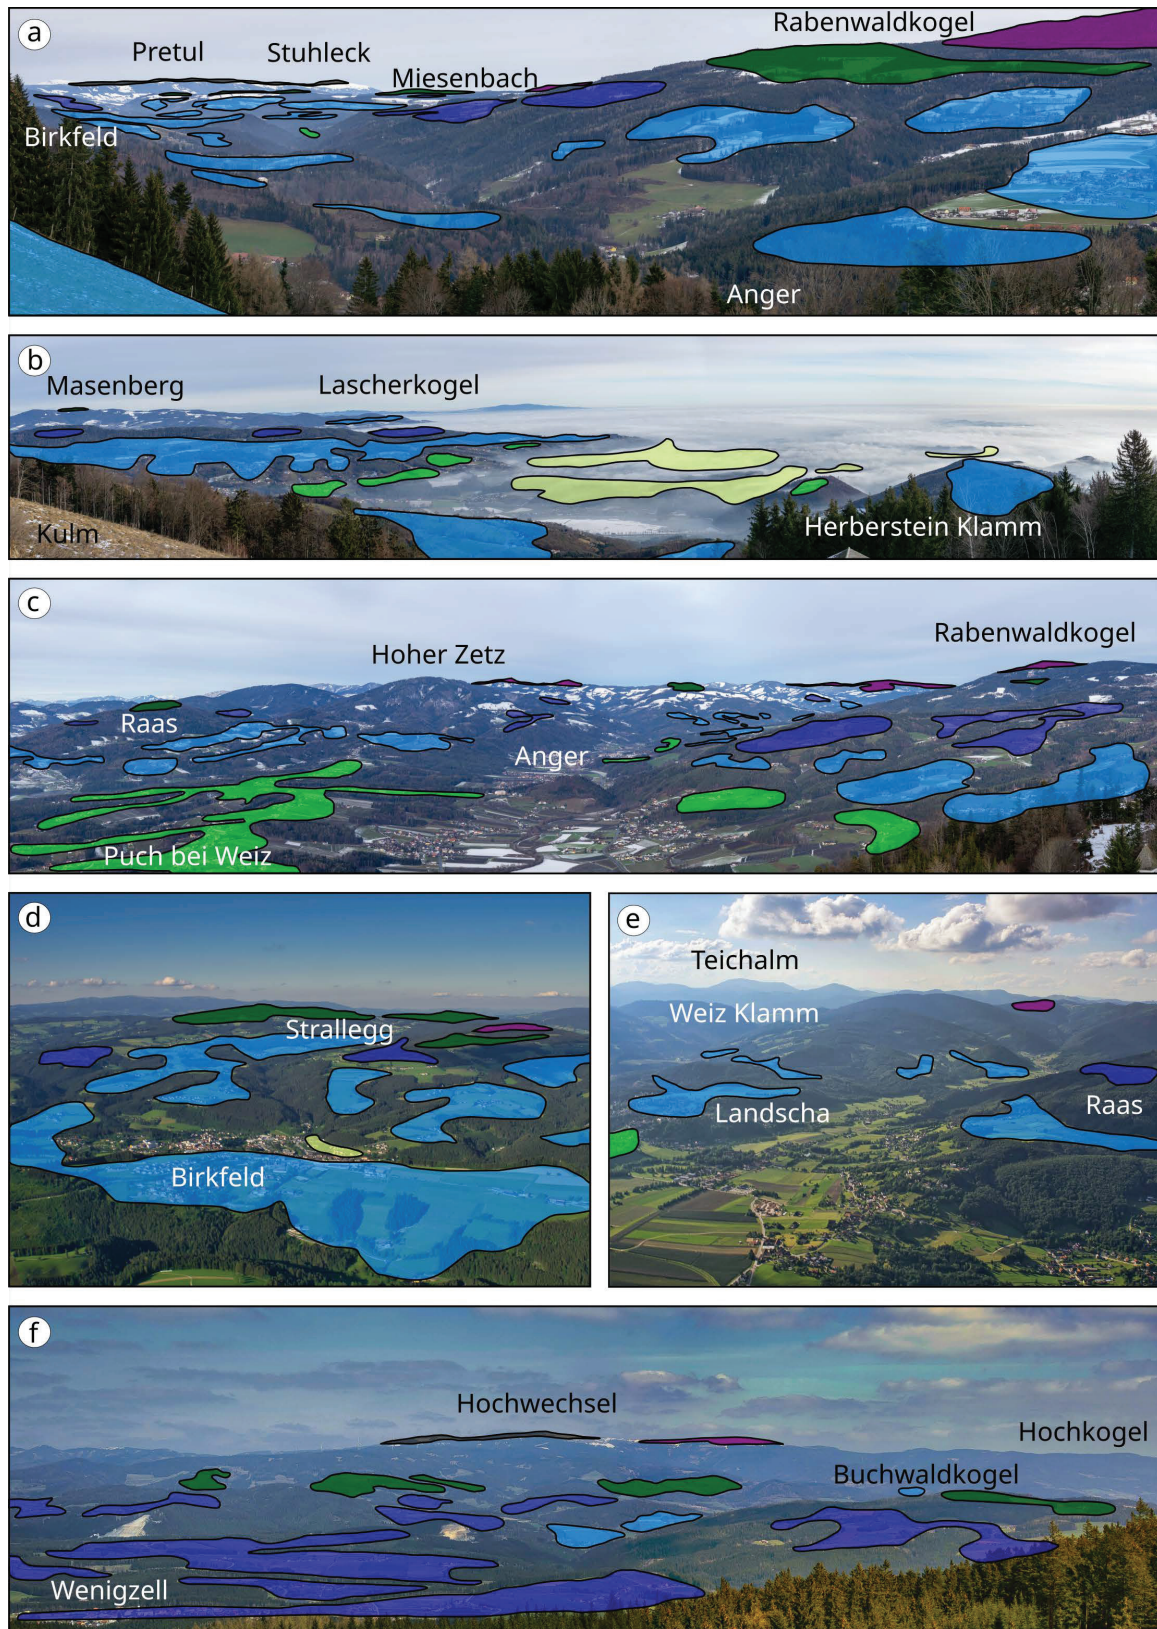 a
Pretul
Stuhleck
Rabenwaldkogel
Miesenbach
Birkfeld
Anger
b
Masenberg
Lascherkogel
Kulm
Herberstein Klamm
c
Hoher Zetz
Rabenwaldkogel
Raas
Anger
Puch bei Weiz
d
Strallegg
Birkfeld
e
Teichalm
Weiz Klamm
Landscha
Raas
f
Hochwechsel
Hochkogel
Buchwaldkogel
Wenigzell